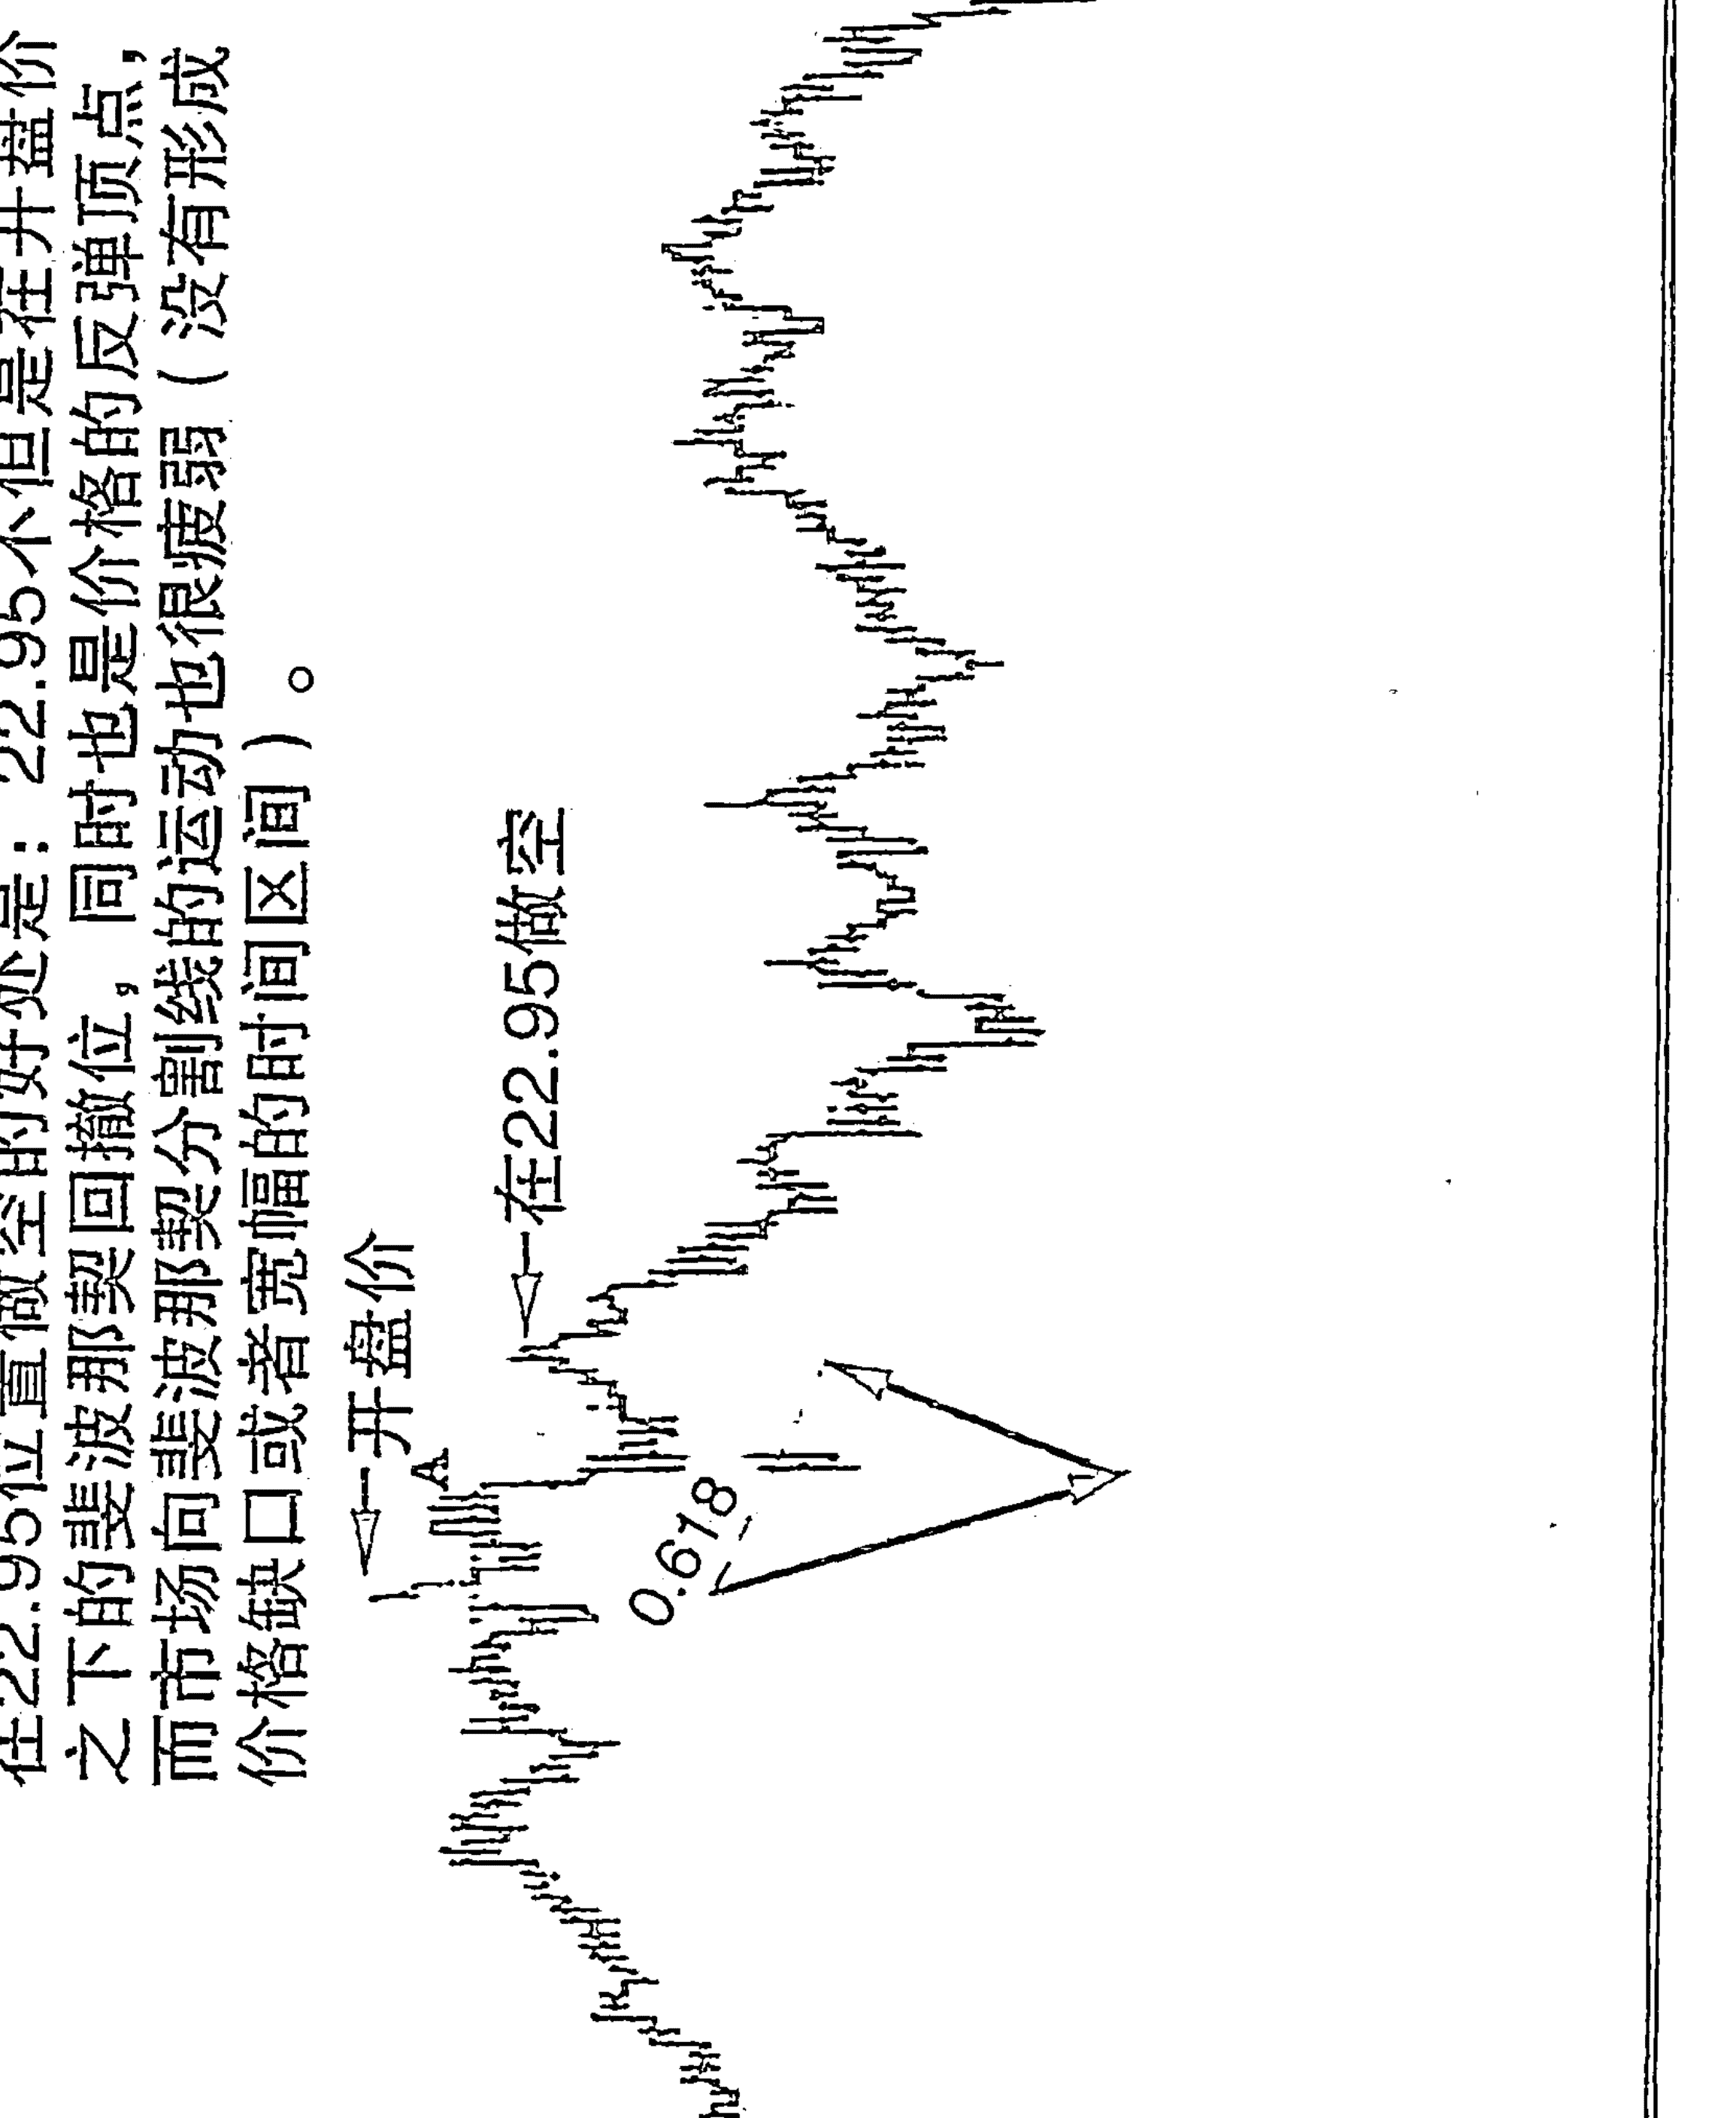 在22.95位置做空的好处是：22.95不但是在开盘价
之下的斐波那契回撤位，同时也是价格的反弹顶点，
而市场向斐波那契分割线的运动也很疲弱（没有形成
价格缺口或者宽幅的时间区间）。
开盘价
A
在22.95做空
0.618